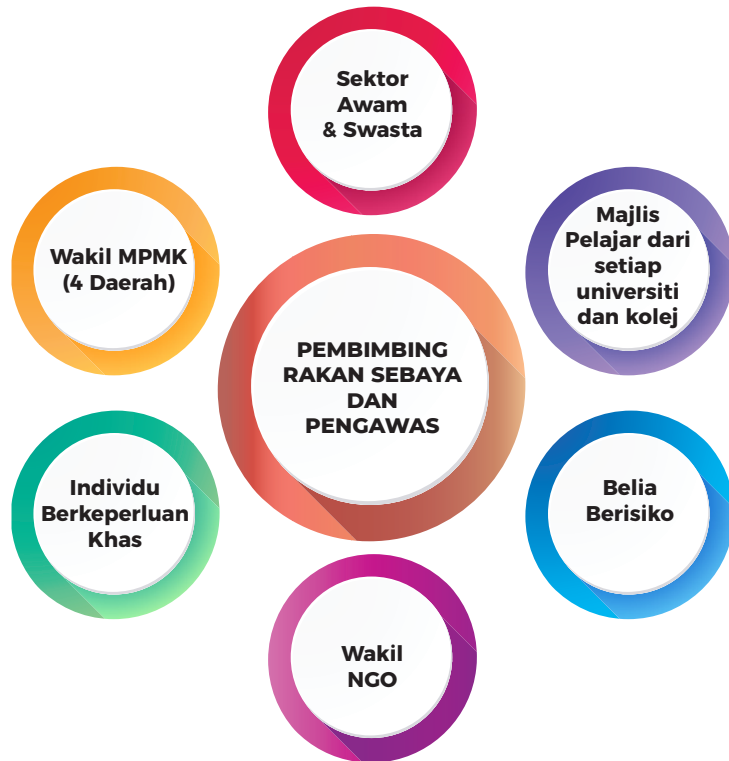 Sektor
Awam
& Swasta
Wakil MPMK
(4 Daerah)
Majlis
Pelajar dari
setiap
universiti
dan kolej
PEMBIMBING
RAKAN SEBAYA
DAN
PENGAWAS
Individu
Berkeperluan
Khas
Belia
Berisiko
Wakil
NGO